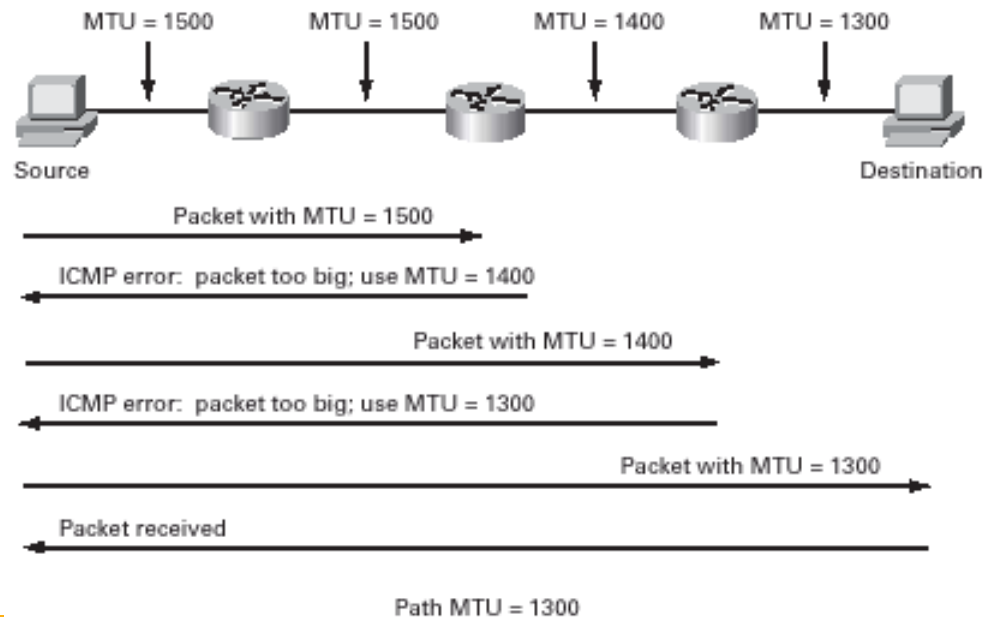 MTU = 1500 MTU = 1500 MTU = 1400 MTU = 1300
Source Destination
Packet with MTU = 1500
ICMP error: packet too big; use MTU = 1400
Packet with MTU = 1400
ICMP error: packet too big; use MTU = 1300
Packet with MTU = 1300
Packet received
Path MTU = 1300